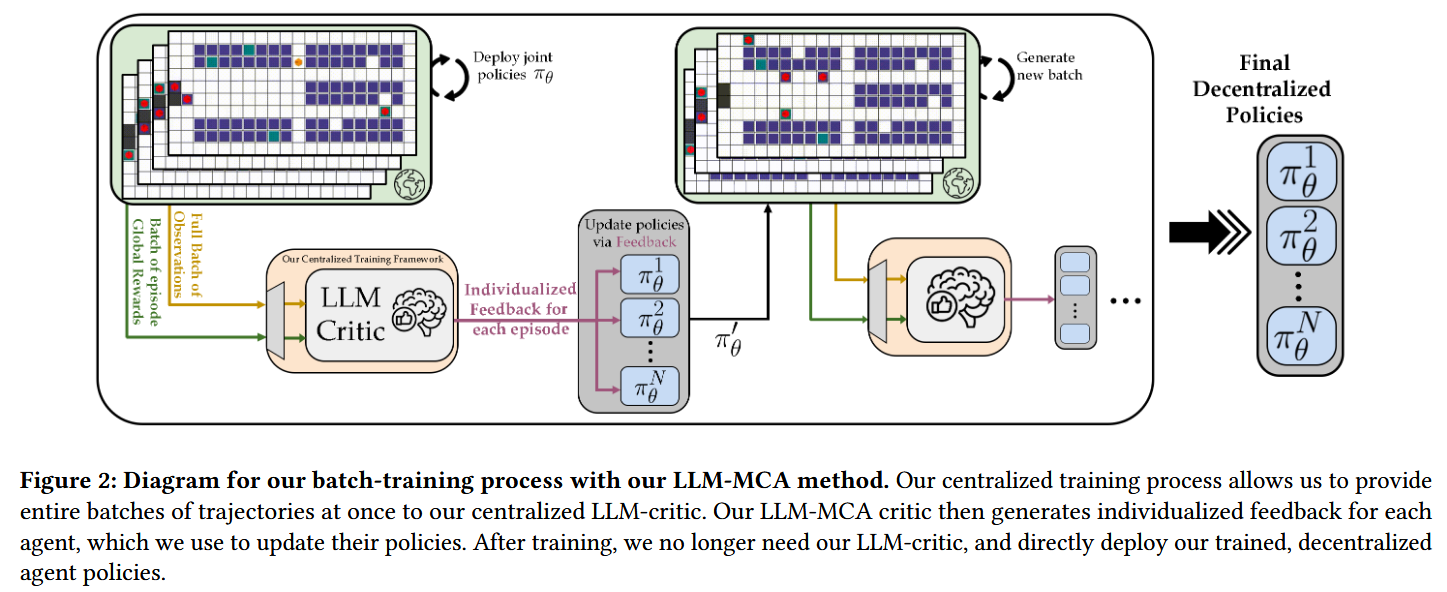 Deploy joint
policies π_θ
Generate
new batch
Final
Decentralized
Policies
π_θ^1
π_θ^2
⋮
π_θ^N
Full Batch of
Observations
Batch of episode
Global Rewards
Our Centralized Training Framework
LLM
Critic
Individualized
Feedback for
each episode
Update policies
via Feedback
π_θ^1
π_θ^2
⋮
π_θ^N
π′_θ
⋮
...
Figure 2: Diagram for our batch-training process with our LLM-MCA method. Our centralized training process allows us to provide
entire batches of trajectories at once to our centralized LLM-critic. Our LLM-MCA critic then generates individualized feedback for each
agent, which we use to update their policies. After training, we no longer need our LLM-critic, and directly deploy our trained, decentralized
agent policies.